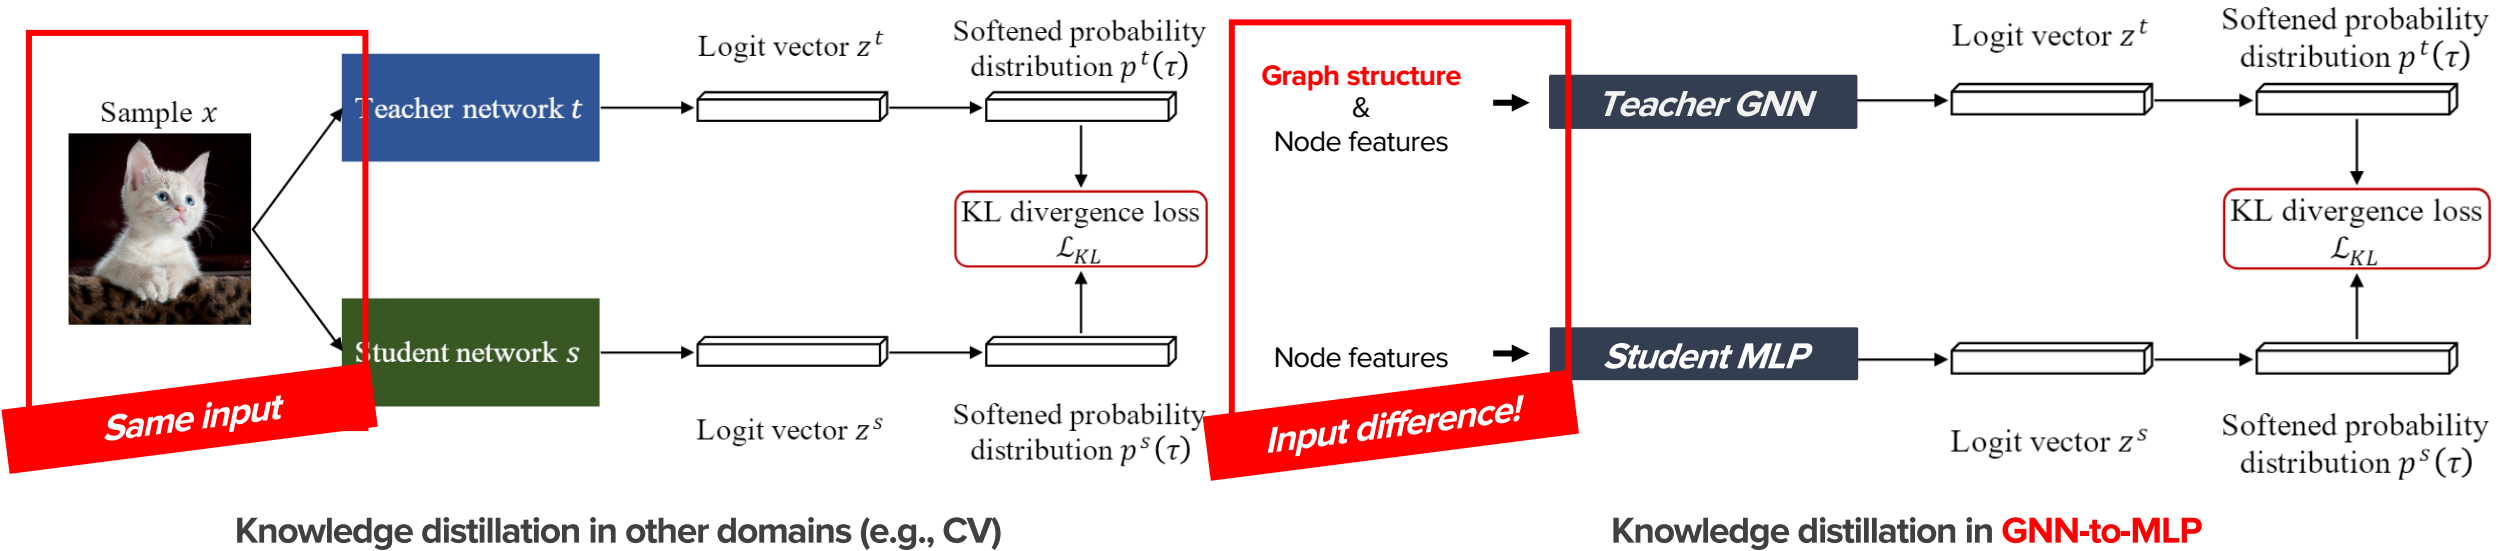 Sample x
Teacher network t
Student network s
Same input
Logit vector z^t
Softened probability
distribution p^t(τ)
KL divergence loss
ℒ_KL
Logit vector z^s
Softened probability
distribution p^s(τ)
Knowledge distillation in other domains (e.g., CV)
Graph structure
&
Node features
Teacher GNN
Node features
Student MLP
Input difference!
Logit vector z^t
Softened probability
distribution p^t(τ)
KL divergence loss
ℒ_KL
Logit vector z^s
Softened probability
distribution p^s(τ)
Knowledge distillation in GNN-to-MLP